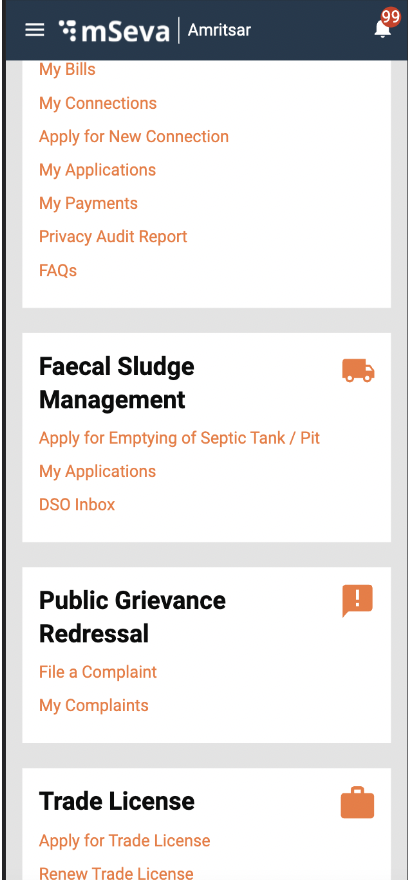 mSeva | Amritsar
99
My Bills
My Connections
Apply for New Connection
My Applications
My Payments
Privacy Audit Report
FAQs
Faecal Sludge
Management
Apply for Emptying of Septic Tank / Pit
My Applications
DSO Inbox
Public Grievance
Redressal
File a Complaint
My Complaints
Trade License
Apply for Trade License
Renew Trade License